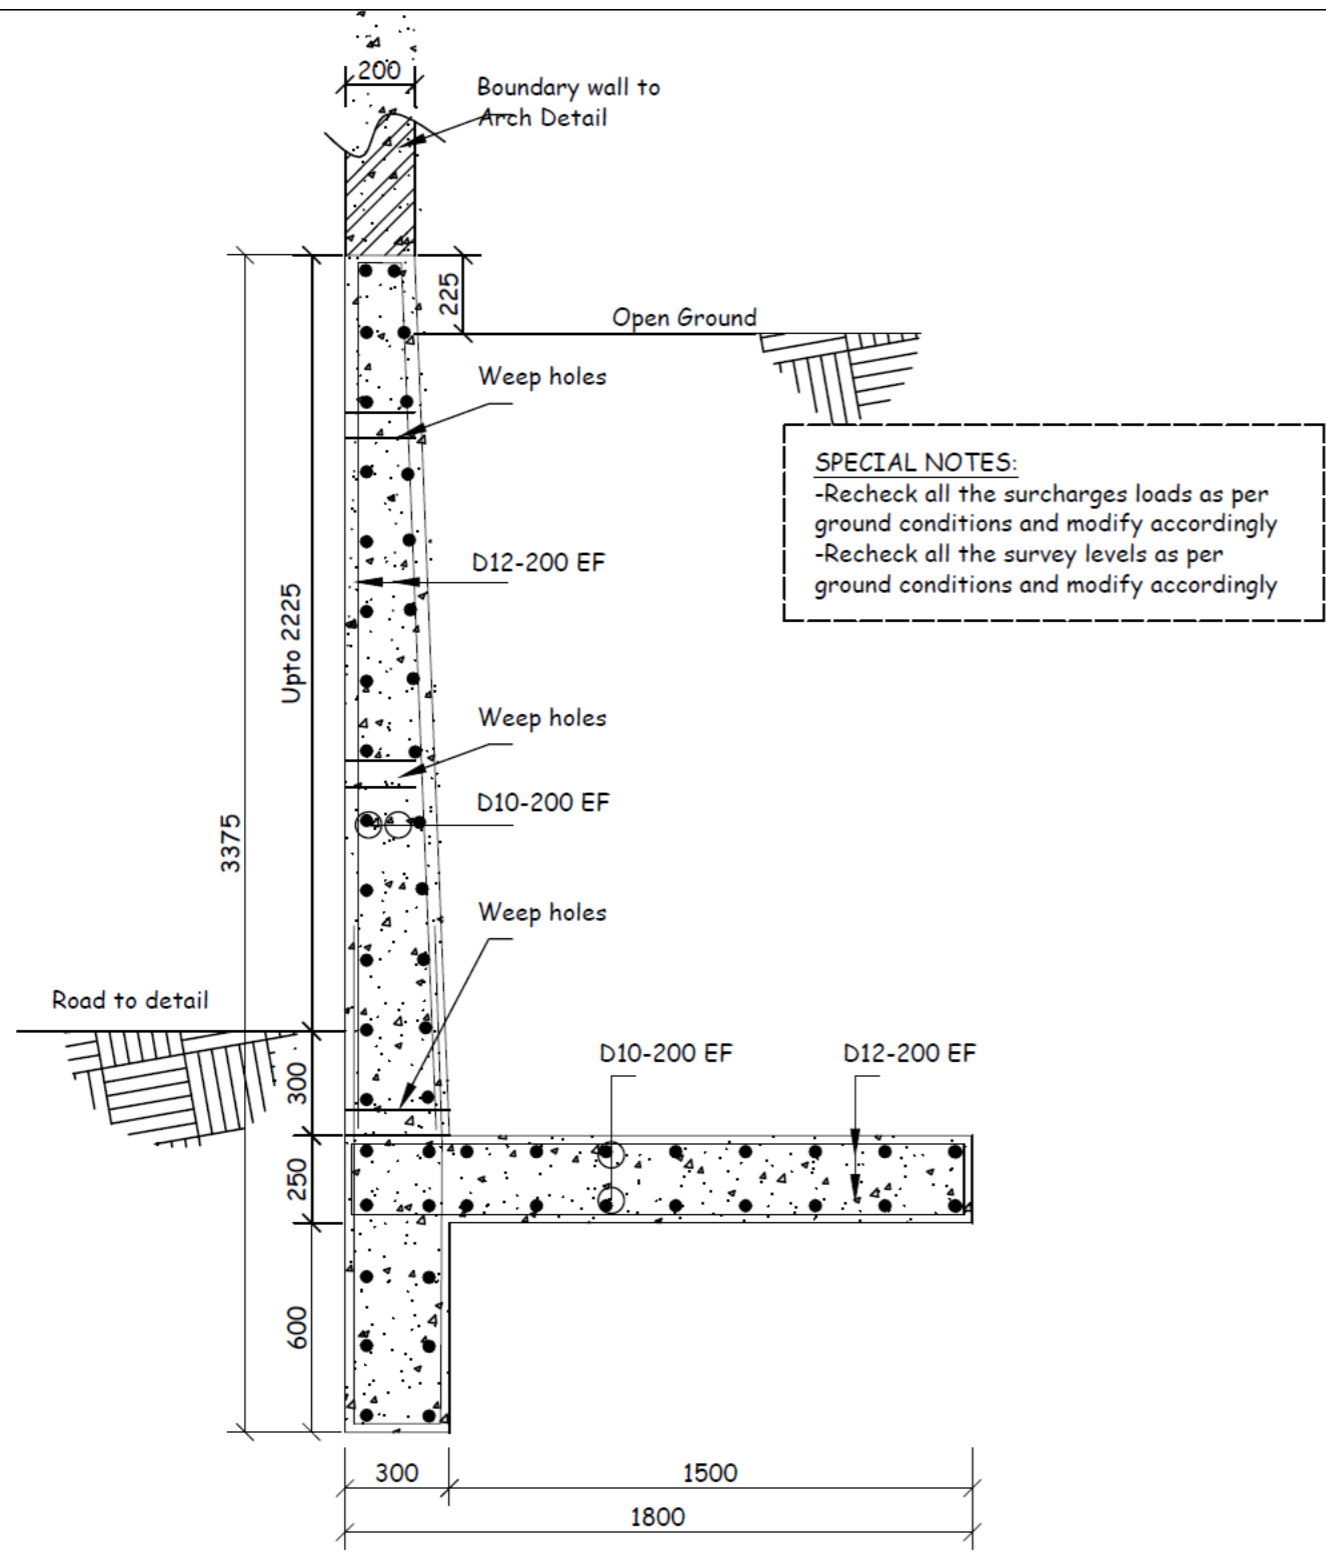 200
Boundary wall to
Arch Detail
225
Open Ground
Weep holes
SPECIAL NOTES:
-Recheck all the surcharges loads as per
ground conditions and modify accordingly
-Recheck all the survey levels as per
ground conditions and modify accordingly
D12-200 EF
Upto 2225
Weep holes
D10-200 EF
3375
Weep holes
Road to detail
300
D10-200 EF
D12-200 EF
250
600
300
1500
1800